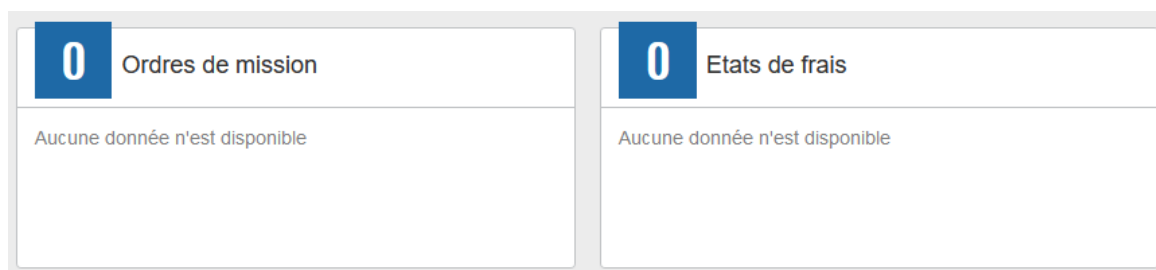 0 Ordres de mission
Aucune donnée n'est disponible
0 Etats de frais
Aucune donnée n'est disponible